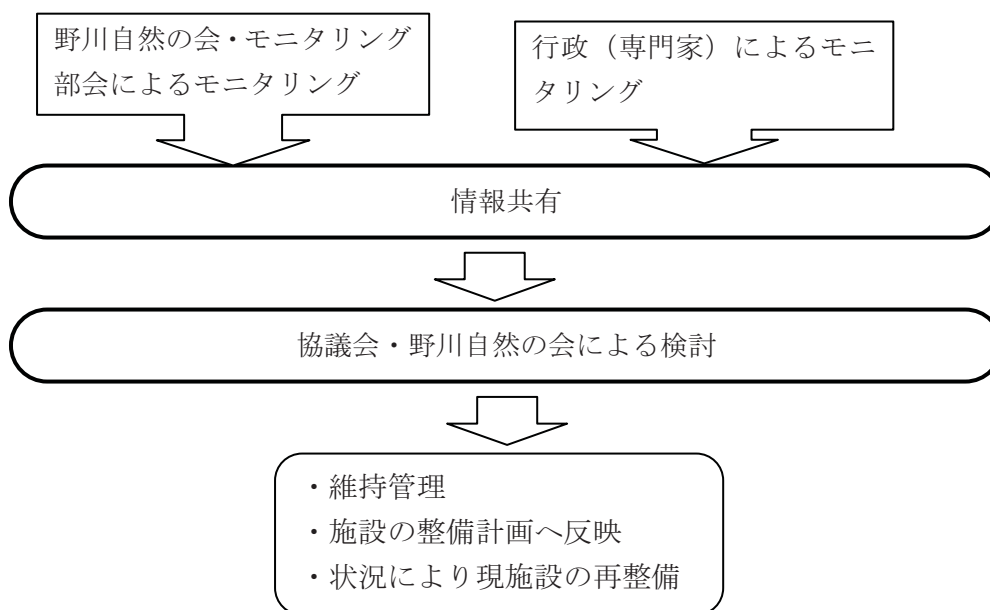 野川自然の会・モニタリング
部会によるモニタリング
行政（専門家）によるモニ
タリング
情報共有
協議会・野川自然の会による検討
・維持管理
・施設の整備計画へ反映
・状況により現施設の再整備